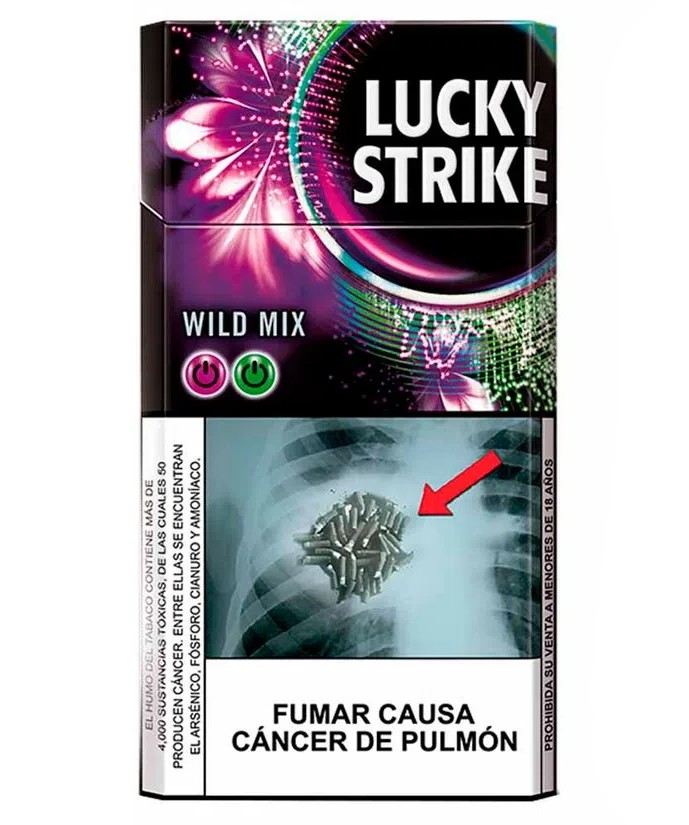 LUCKY
STRIKE
WILD MIX
EL HUMO DEL TABACO CONTIENE MÁS DE
4,000 SUSTANCIAS TÓXICAS, DE LAS CUALES 50
PRODUCEN CÁNCER. ENTRE ELLAS SE ENCUENTRAN
EL ARSÉNICO, FÓSFORO, CIANURO Y AMONÍACO.
FUMAR CAUSA
CÁNCER DE PULMÓN
PROHIBIDA SU VENTA A MENORES DE 18 AÑOS